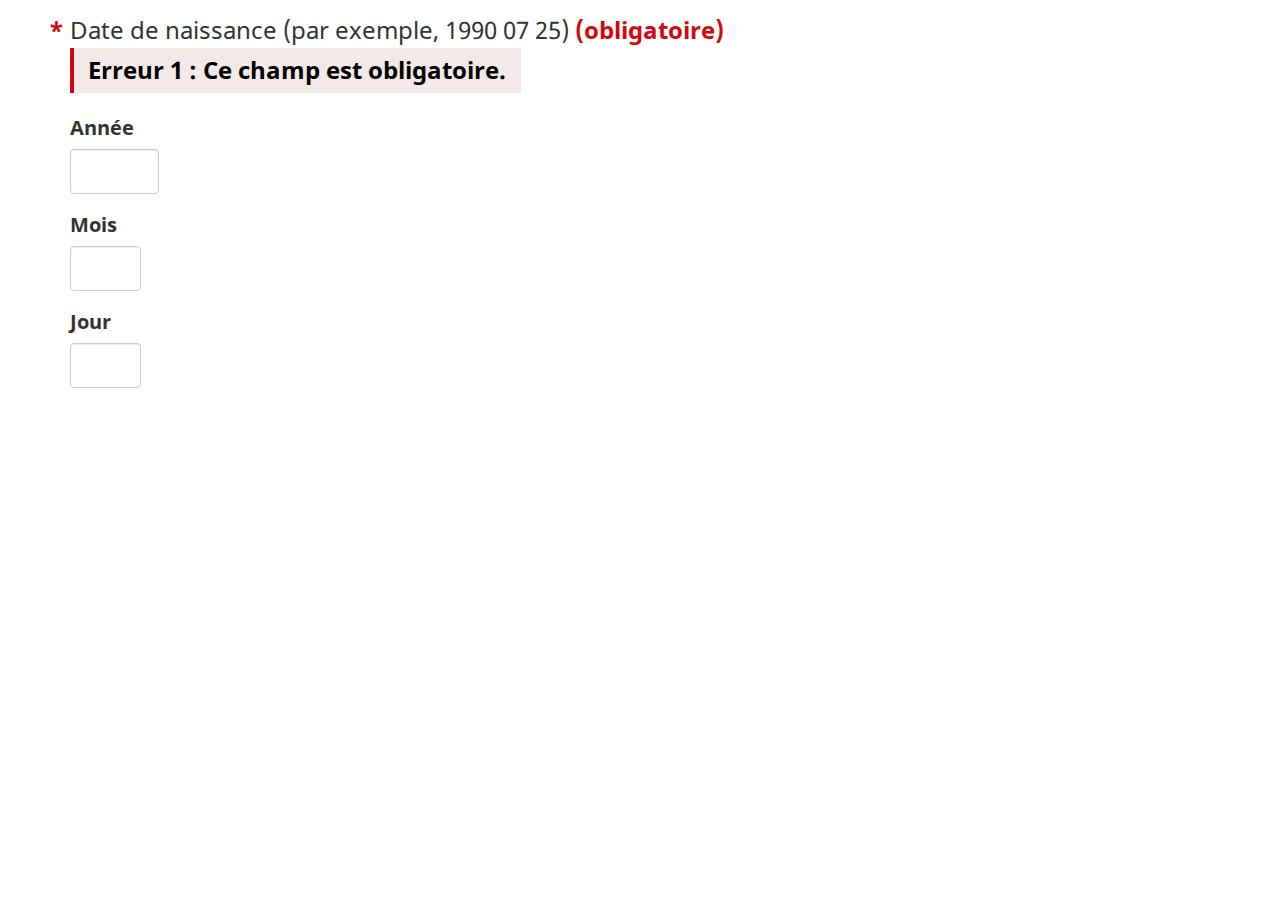 * Date de naissance (par exemple, 1990 07 25) (obligatoire)
Erreur 1 : Ce champ est obligatoire.
Année
Mois
Jour